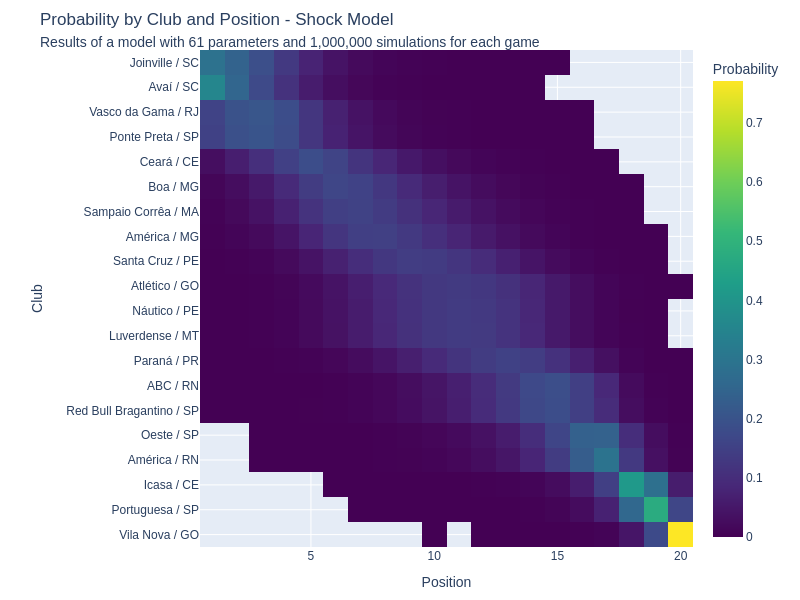 Probability by Club and Position - Shock Model
Results of a model with 61 parameters and 1,000,000 simulations for each game
Probability
Joinville / SC
Avaí / SC
Vasco da Gama / RJ
Ponte Preta / SP
Ceará / CE
Boa / MG
Sampaio Corrêa / MA
América / MG
Santa Cruz / PE
Atlético / GO
Náutico / PE
Luverdense / MT
Paraná / PR
ABC / RN
Red Bull Bragantino / SP
Oeste / SP
América / RN
Icasa / CE
Portuguesa / SP
Vila Nova / GO
Club
5
10
15
20
Position
0.7
0.6
0.5
0.4
0.3
0.2
0.1
0